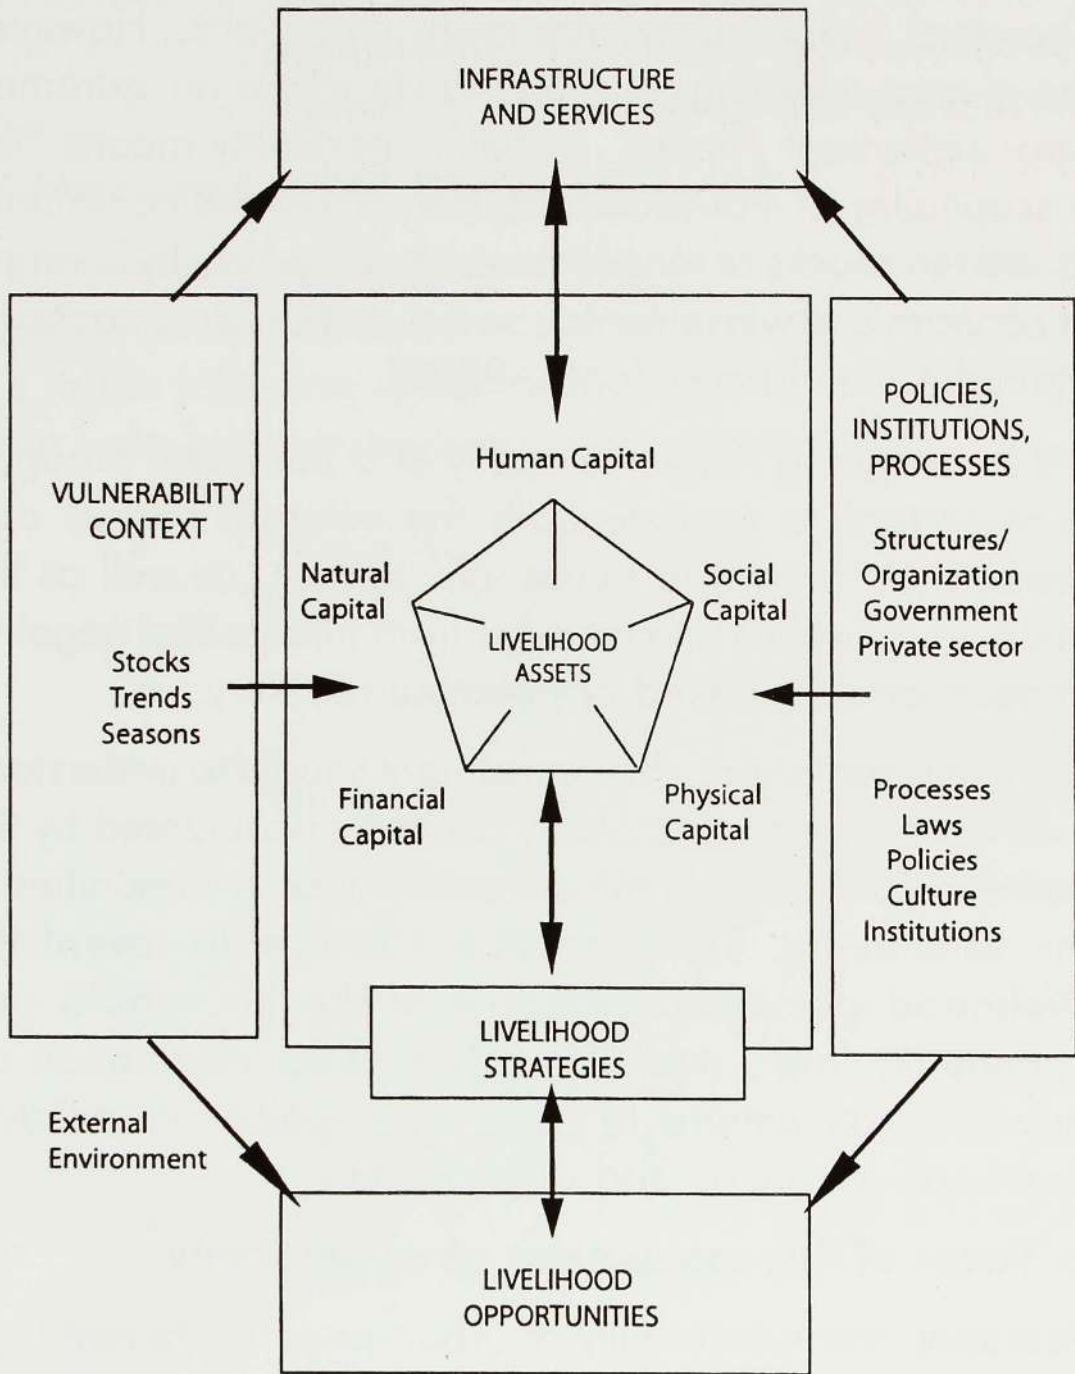 INFRASTRUCTURE
AND SERVICES
VULNERABILITY
CONTEXT
Stocks
Trends
Seasons
Human Capital
Natural
Capital
Social
Capital
LIVELIHOOD
ASSETS
Financial
Capital
Physical
Capital
POLICIES,
INSTITUTIONS,
PROCESSES
Structures/
Organization
Government
Private sector
Processes
Laws
Policies
Culture
Institutions
LIVELIHOOD
STRATEGIES
External
Environment
LIVELIHOOD
OPPORTUNITIES